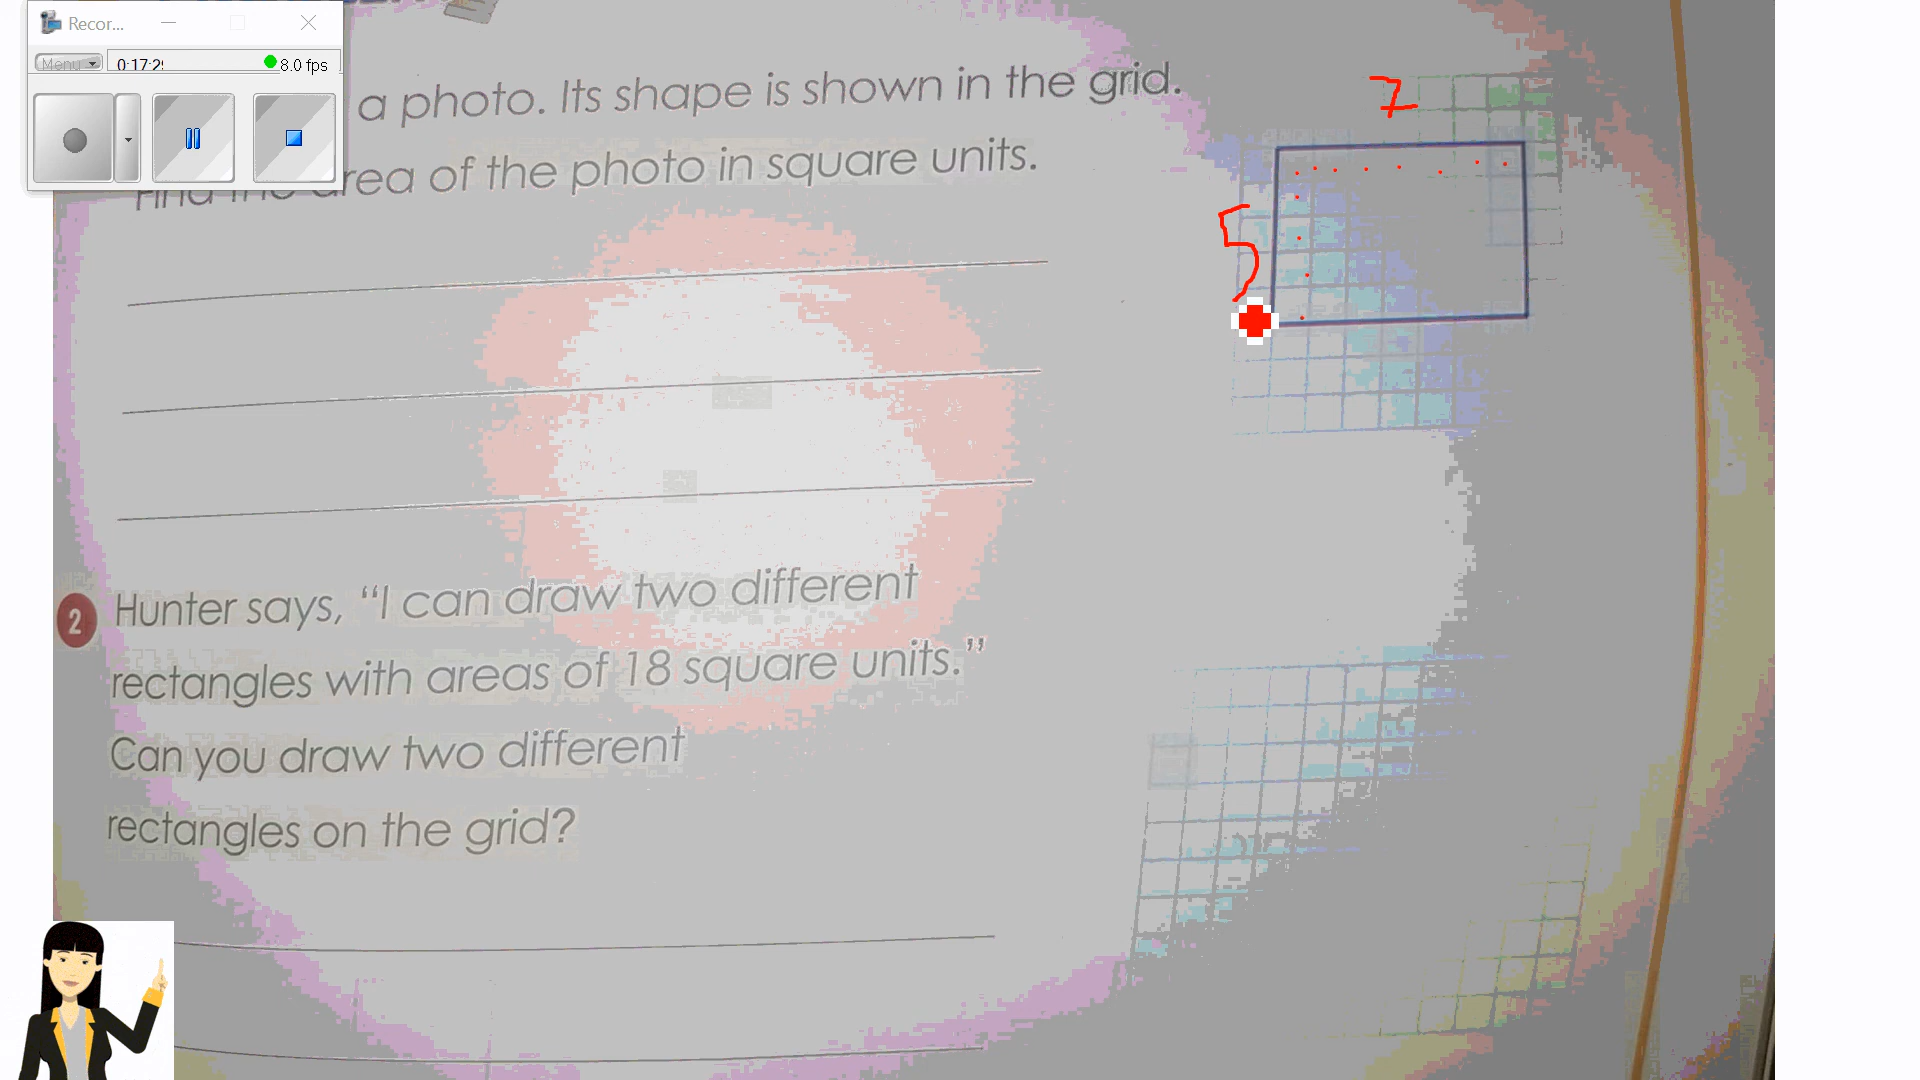 Recor...
Menu
0:17:2
8.0 fps
a photo. Its shape is shown in the grid.
Find the area of the photo in square units.
7
5
2 Hunter says, “I can draw two different
rectangles with areas of 18 square units.”
Can you draw two different
rectangles on the grid?